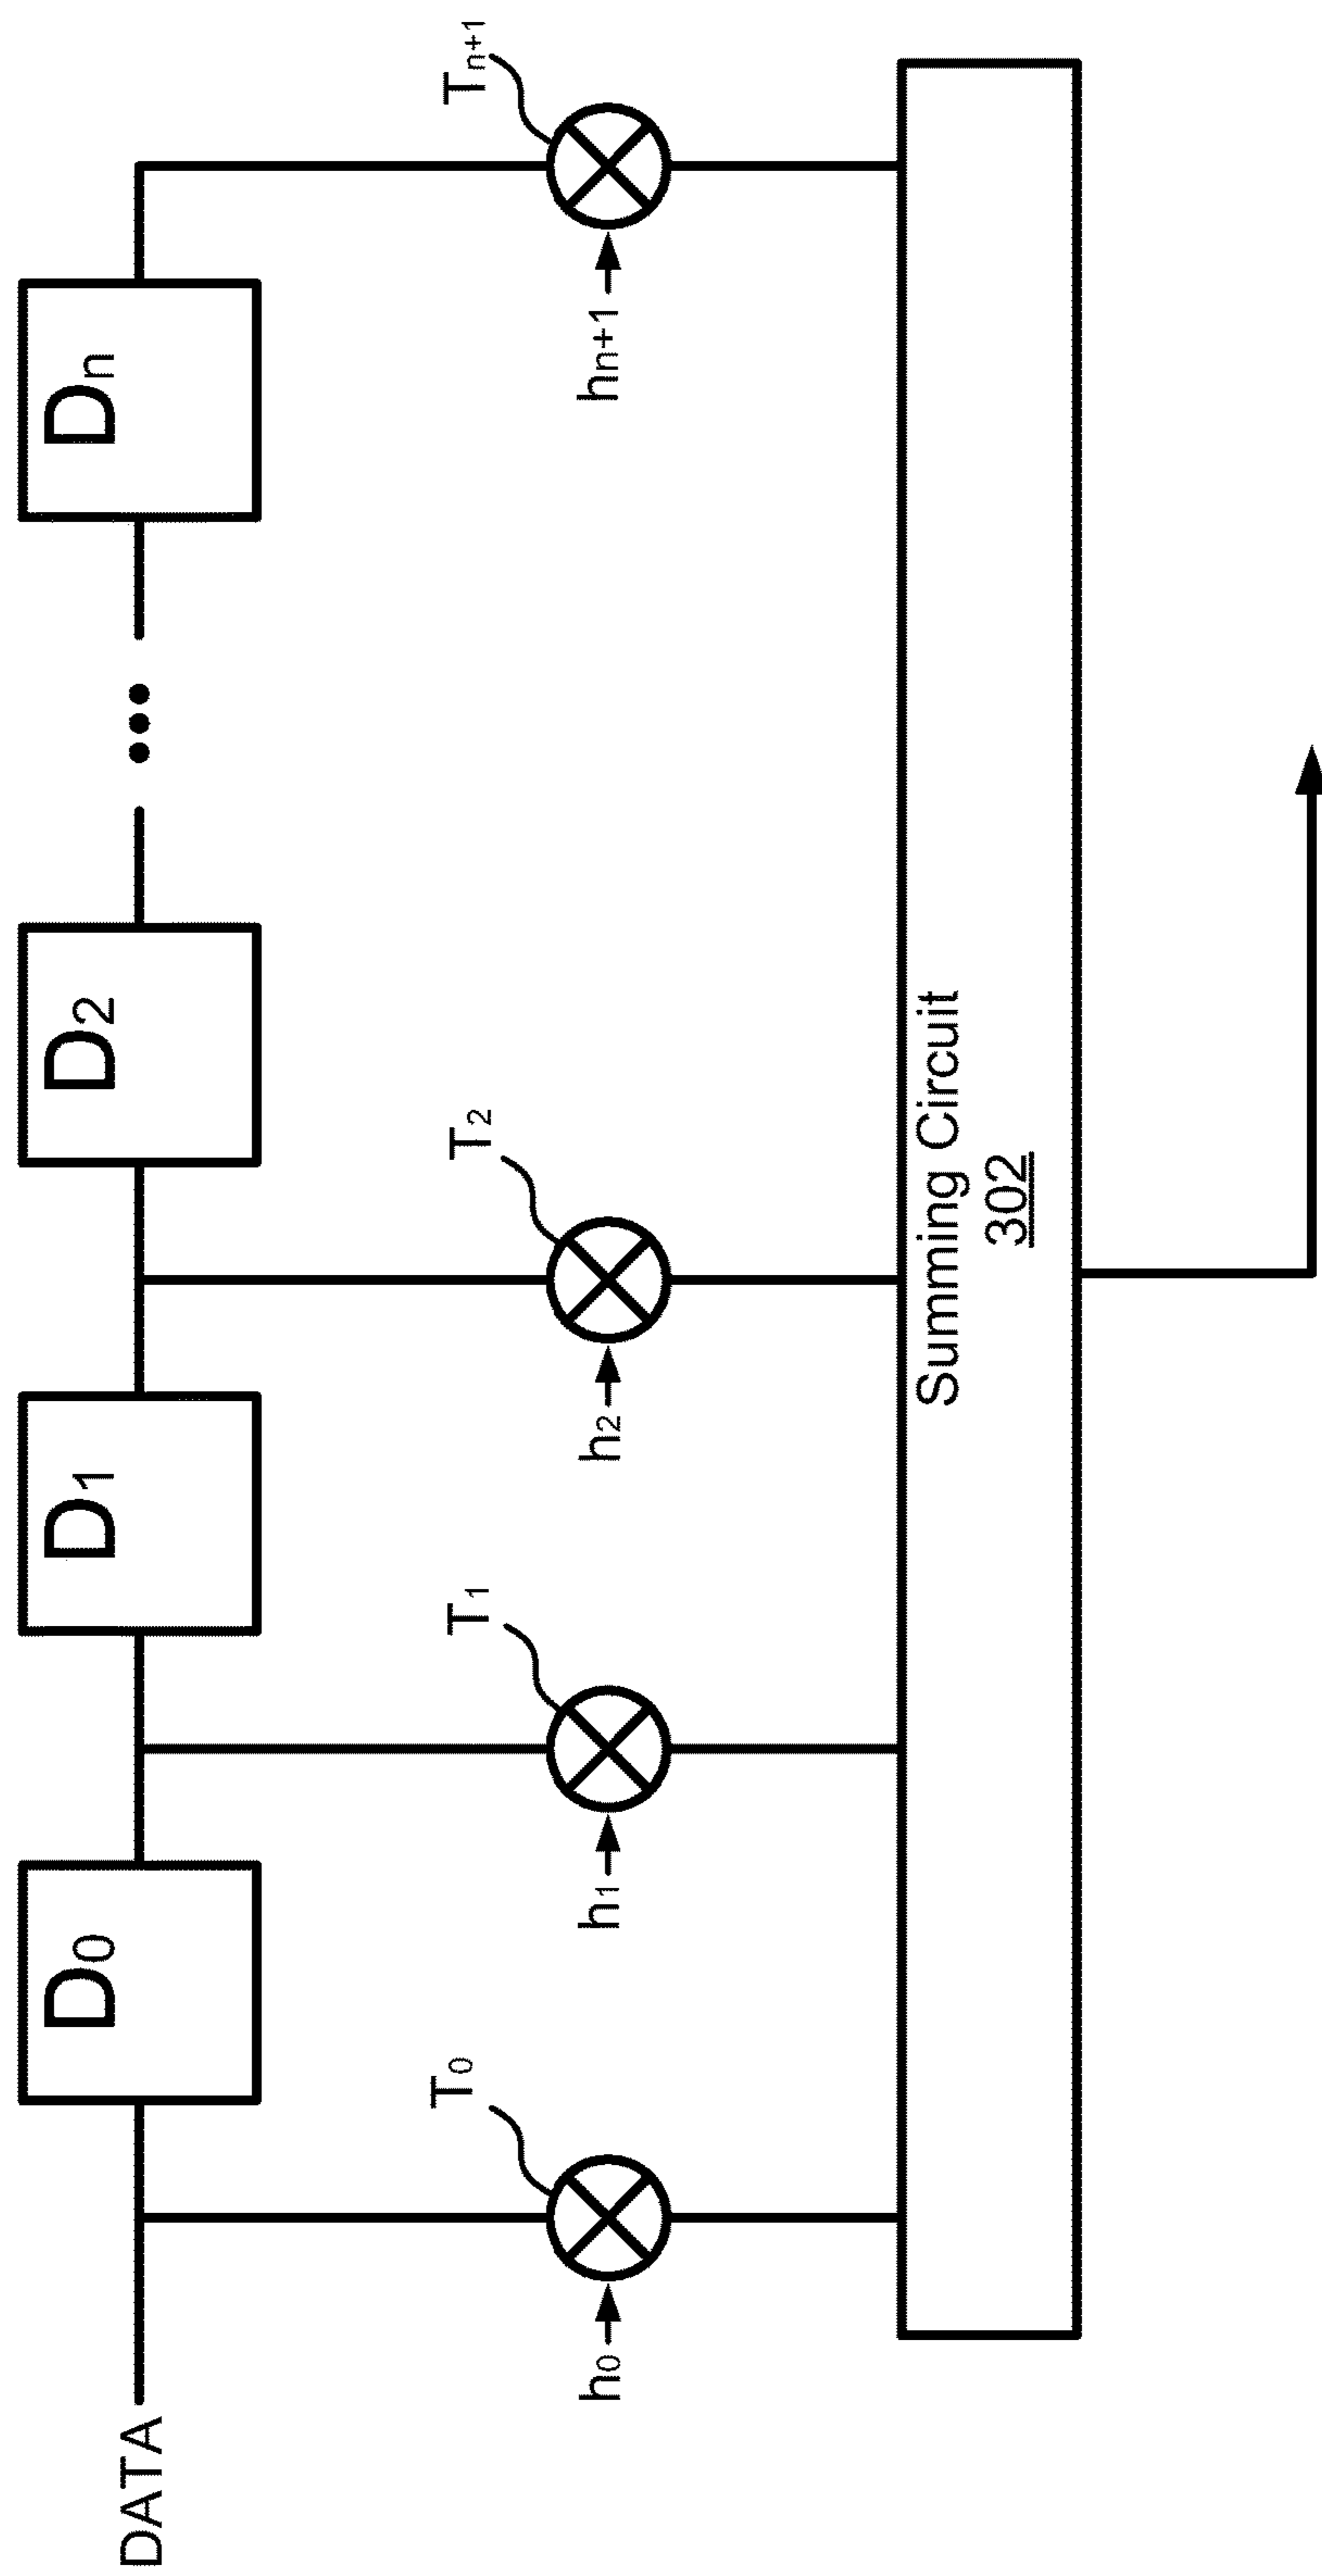 DATA
D0
D1
D2
Dn
T0
T1
T2
Tn+1
h0
h1
h2
hn+1
Summing Circuit
302